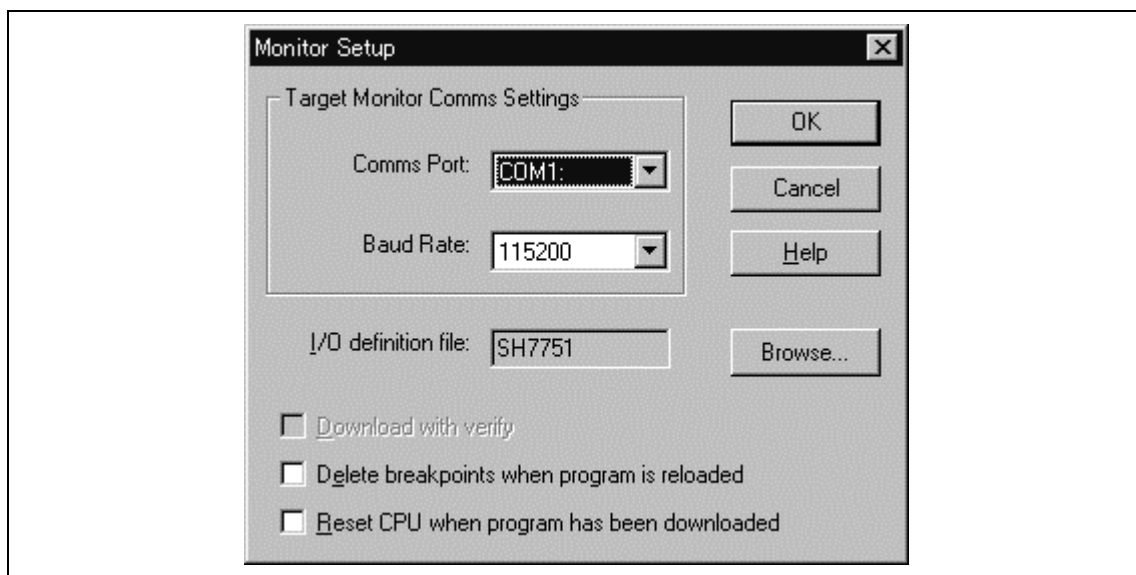 Monitor Setup
Target Monitor Comms Settings
Comms Port: COM1:
Baud Rate: 115200
I/O definition file: SH7751
Download with verify
Delete breakpoints when program is reloaded
Reset CPU when program has been downloaded
OK
Cancel
Help
Browse...